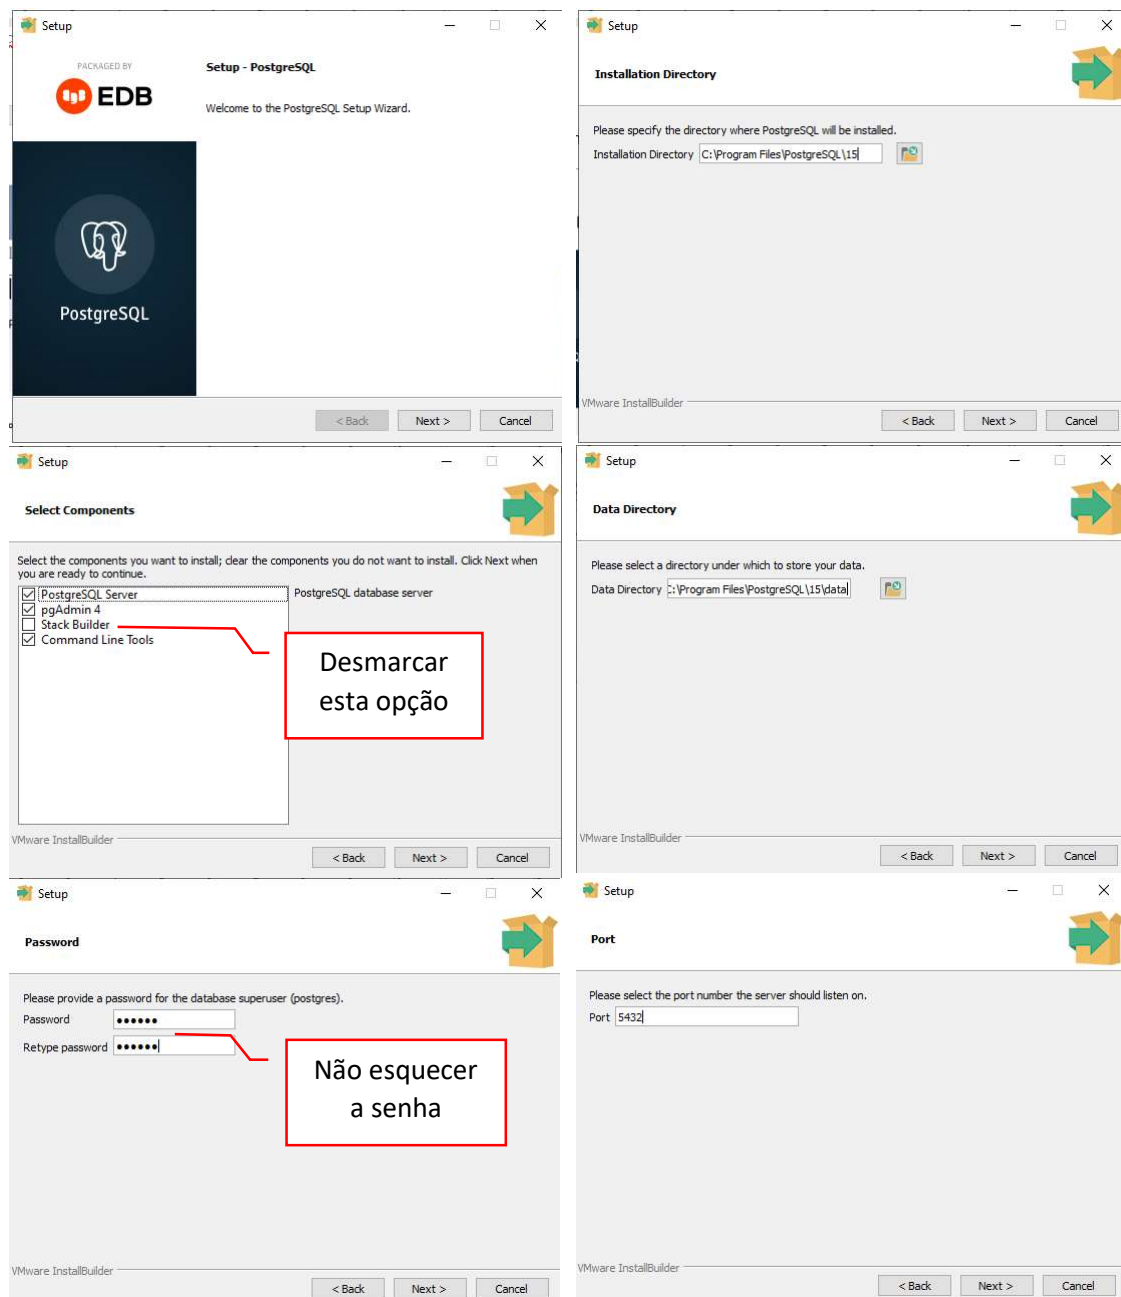 Setup
PACKAGED BY
EDB
Setup - PostgreSQL
Welcome to the PostgreSQL Setup Wizard.
PostgreSQL
< Back
Next >
Cancel
Setup
Installation Directory
Please specify the directory where PostgreSQL will be installed.
Installation Directory C:\Program Files\PostgreSQL\15
VMware InstallBuilder
< Back
Next >
Cancel
Setup
Select Components
Select the components you want to install; clear the components you do not want to install. Click Next when
you are ready to continue.
PostgreSQL Server
pgAdmin 4
Stack Builder
Command Line Tools
PostgreSQL database server
Desmarcar
esta opção
VMware InstallBuilder
< Back
Next >
Cancel
Setup
Data Directory
Please select a directory under which to store your data.
Data Directory :\Program Files\PostgreSQL\15\data
VMware InstallBuilder
< Back
Next >
Cancel
Setup
Password
Please provide a password for the database superuser (postgres).
Password ••••••
Retype password ••••••
Não esquecer
a senha
VMware InstallBuilder
< Back
Next >
Cancel
Setup
Port
Please select the port number the server should listen on.
Port 5432
VMware InstallBuilder
< Back
Next >
Cancel